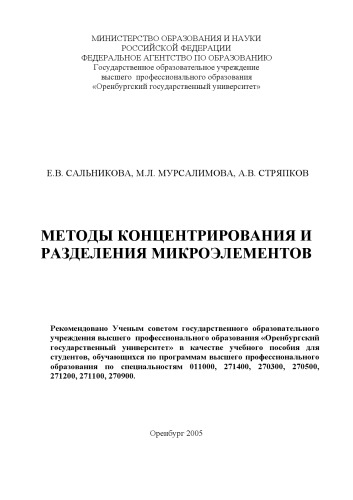 МИНИСТЕРСТВО ОБРАЗОВАНИЯ И НАУКИ
РОССИЙСКОЙ ФЕДЕРАЦИИ
ФЕДЕРАЛЬНОЕ АГЕНТСТВО ПО ОБРАЗОВАНИЮ
Государственное образовательное учреждение
высшего профессионального образования
«Оренбургский государственный университет»
Е.В. САЛЬНИКОВА, М.Л. МУРСАЛИМОВА, А.В. СТРЯПКОВ
МЕТОДЫ КОНЦЕНТРИРОВАНИЯ И
РАЗДЕЛЕНИЯ МИКРОЭЛЕМЕНТОВ
Рекомендовано Ученым советом государственного образовательного
учреждения высшего профессионального образования «Оренбургский
государственный университет» в качестве учебного пособия для
студентов, обучающихся по программам высшего профессионального
образования по специальностям 011000, 271400, 270300, 270500,
271200, 271100, 270900.
Оренбург 2005